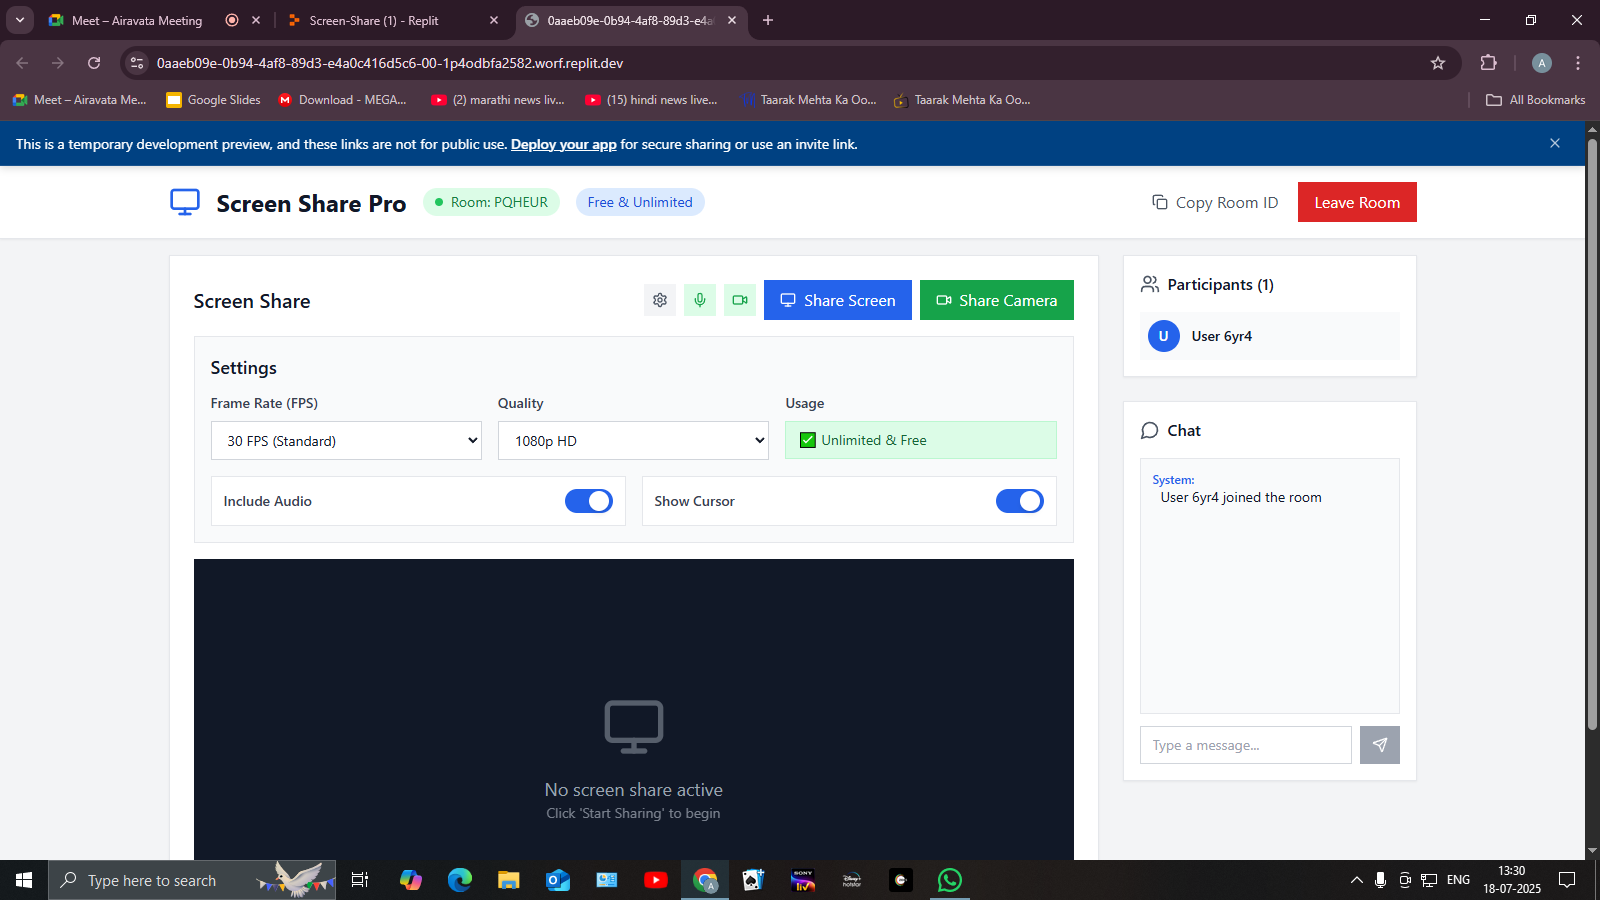 Meet – Airavata Meeting
Screen-Share (1) - Replit
0aaeb09e-0b94-4af8-89d3-e4a
0aaeb09e-0b94-4af8-89d3-e4a0c416d5c6-00-1p4odbfa2582.worf.replit.dev
A
Meet – Airavata Me...
Google Slides
Download - MEGA...
(2) marathi news liv...
(15) hindi news live...
Taarak Mehta Ka Oo...
Taarak Mehta Ka Oo...
All Bookmarks
This is a temporary development preview, and these links are not for public use. Deploy your app for secure sharing or use an invite link.
Screen Share Pro
Room: PQHEUR
Free & Unlimited
Copy Room ID
Leave Room
Screen Share
Share Screen
Share Camera
Settings
Frame Rate (FPS)
Quality
Usage
30 FPS (Standard)
1080p HD
✅ Unlimited & Free
Include Audio
Show Cursor
No screen share active
Click 'Start Sharing' to begin
Participants (1)
U
User 6yr4
Chat
System:
User 6yr4 joined the room
Type a message...
Type here to search
SONY
liv
Disney+
hotstar
ENG
13:30
18-07-2025